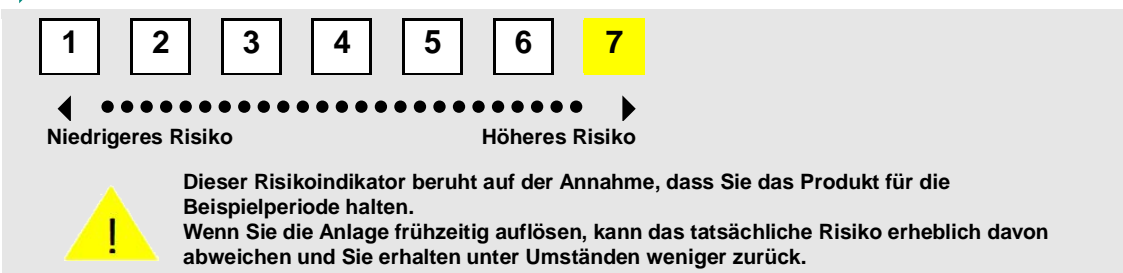 1 2 3 4 5 6 7
Niedrigeres Risiko Höheres Risiko
!
Dieser Risikoindikator beruht auf der Annahme, dass Sie das Produkt für die
Beispielperiode halten.
Wenn Sie die Anlage frühzeitig auflösen, kann das tatsächliche Risiko erheblich davon
abweichen und Sie erhalten unter Umständen weniger zurück.